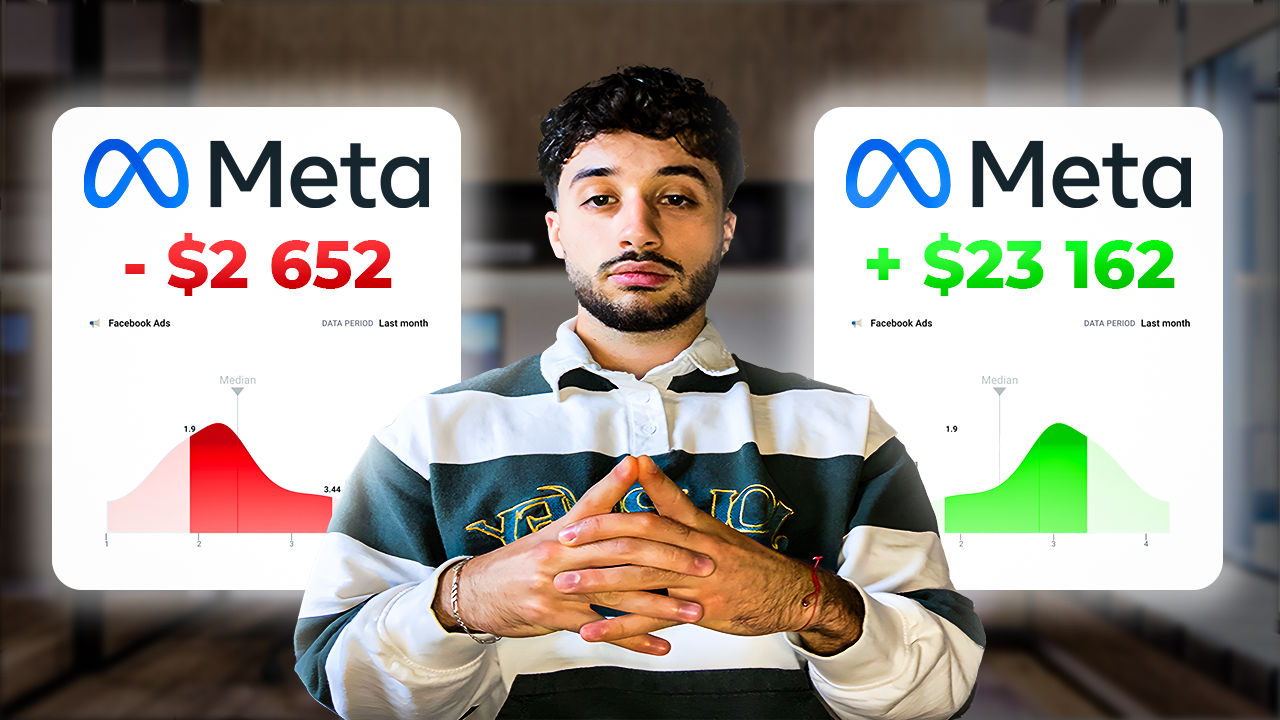 Meta
- $2 652
Facebook Ads DATA PERIOD Last month
Median
1.9
3.44
1 2 3
Meta
+ $23 162
Facebook Ads DATA PERIOD Last month
Median
1.9
2 3 4